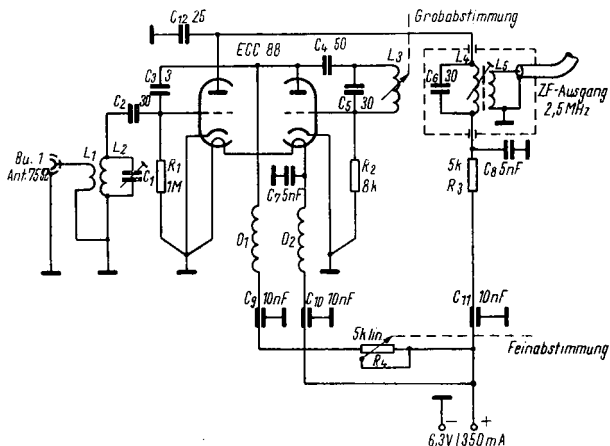 C12 25
Grobabstimmung
ECC 88
C4 50
L3
C3 3
C5 30
C6 30
L4
L5
ZF-Ausgang
2,5MHz
C2 30
L1
L2
C1
Bu. 1
Ant.75Ω
R1
1M
R2
8k
C7 5nF
5k
R3
C8 5nF
D1
D2
C9 10nF
C10 10nF
C11 10nF
5k lin.
R4
Feinabstimmung
- +
6,3V | 350mA